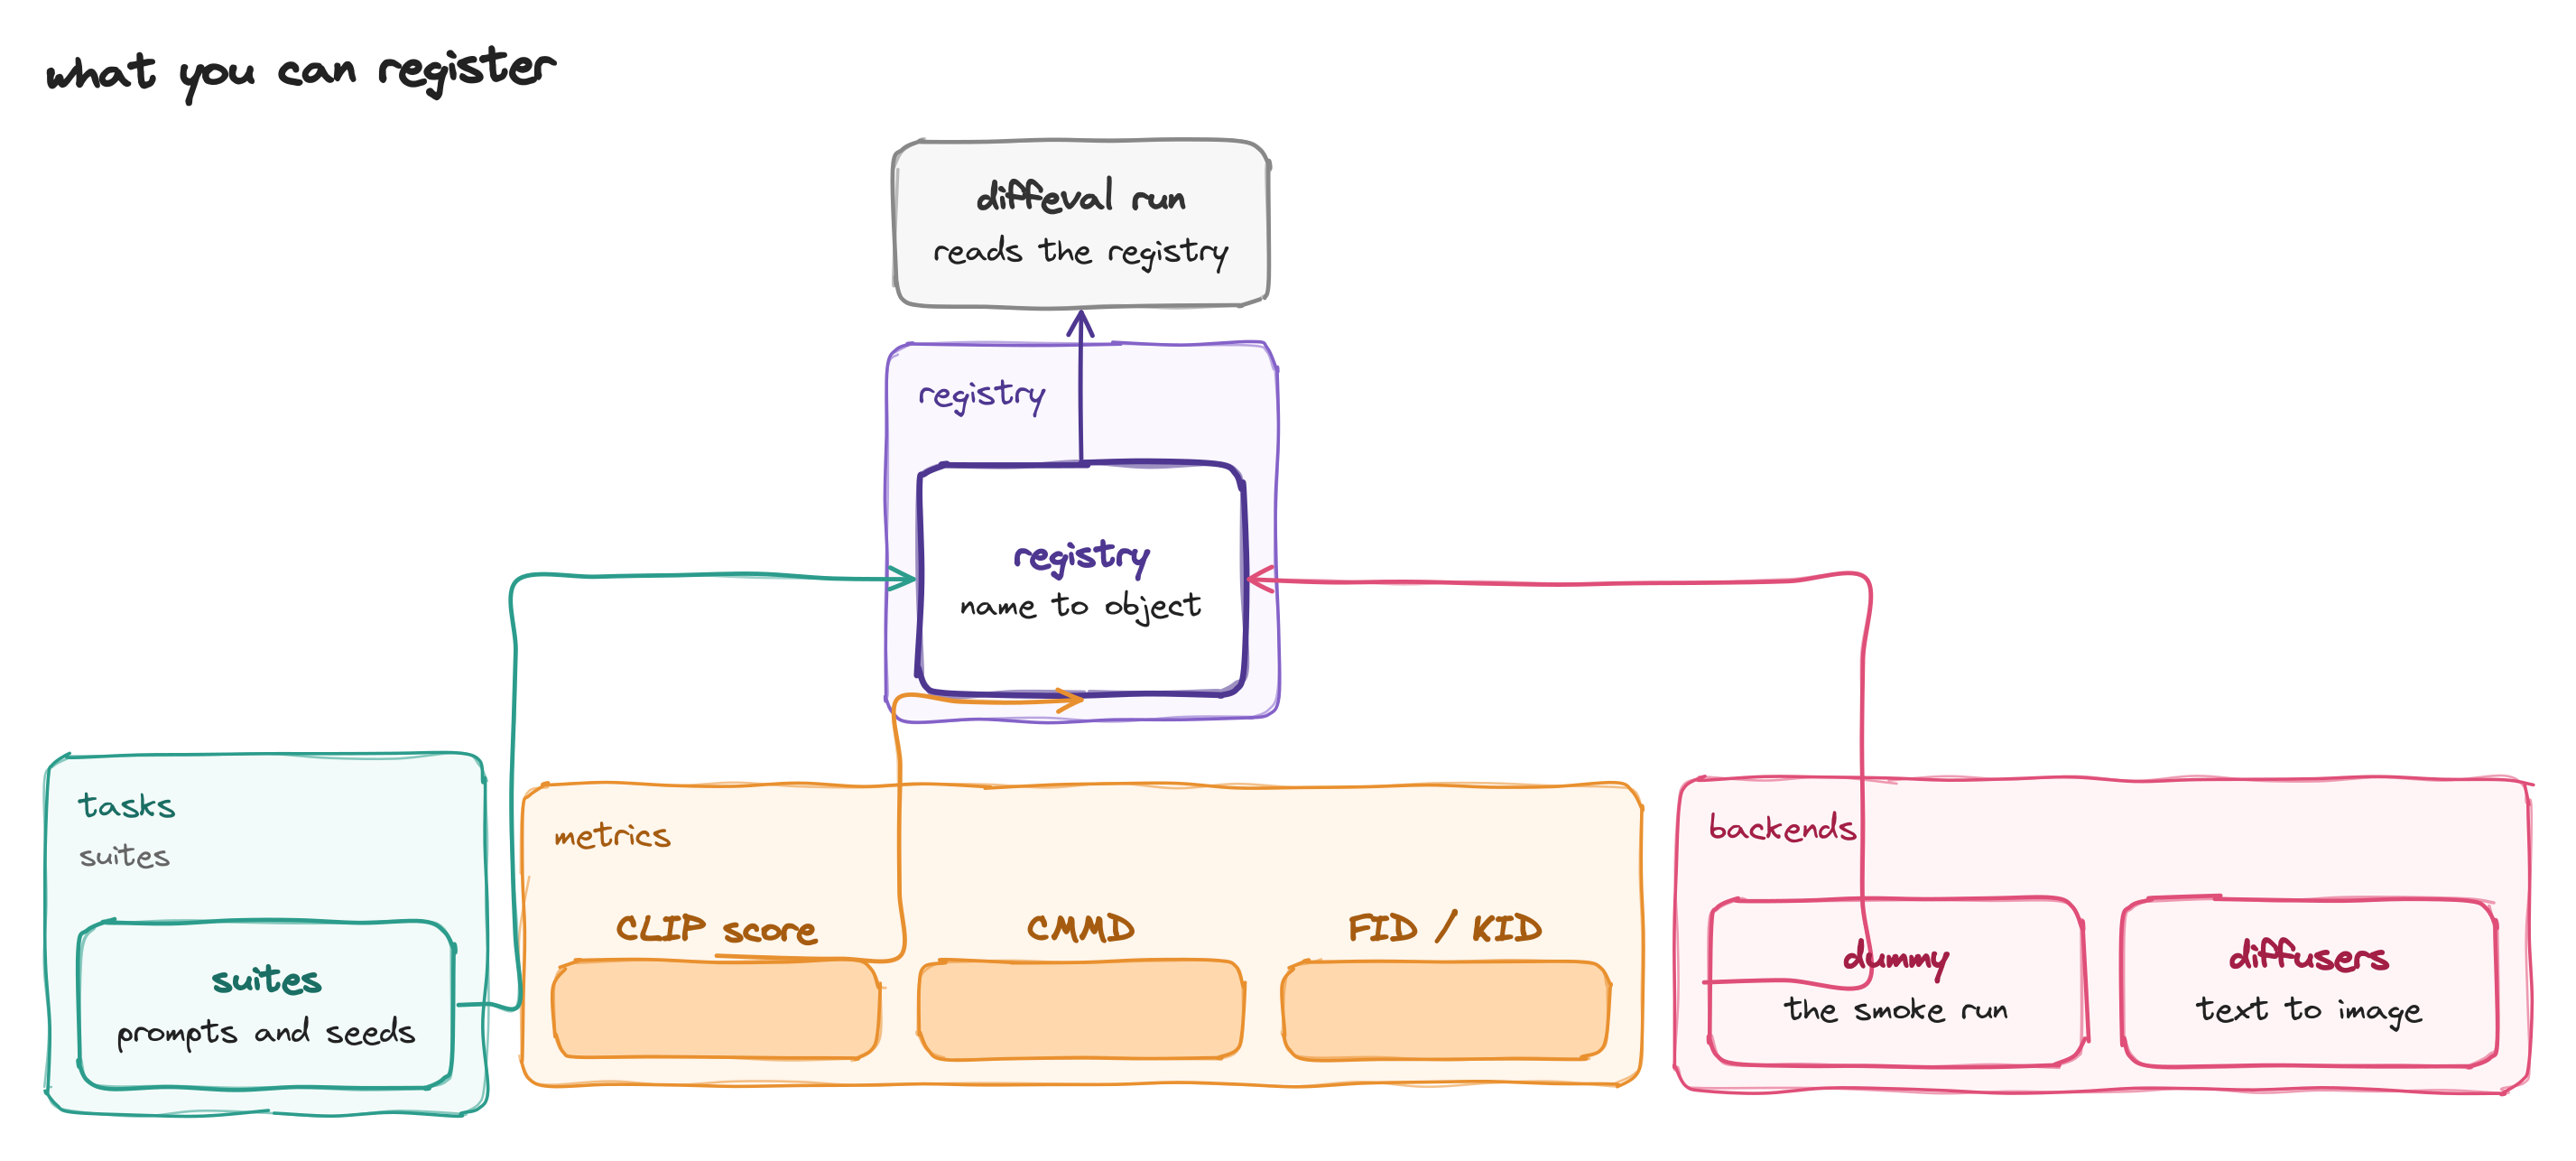 what you can register
diffeval run
reads the registry
registry
registry
name to object
tasks
suites
suites
prompts and seeds
metrics
CLIP score
CMMD
FID / KID
backends
dummy
the smoke run
diffusers
text to image